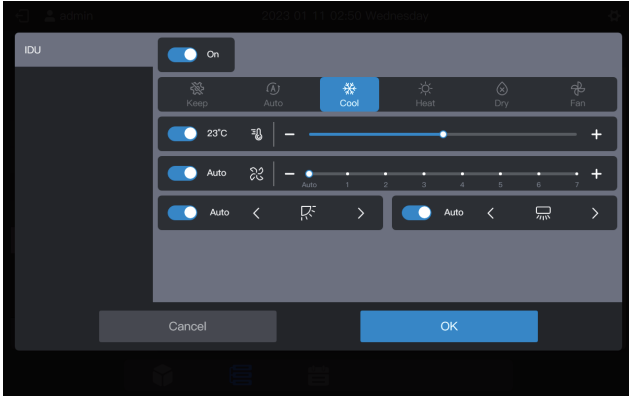 admin
2023 01-11 02:50 Wednesday
IDU
On
Keep
Auto
Cool
Heat
Dry
Fan
23°C
Auto
Auto 1 2 3 4 5 6 7
Auto
Auto
Cancel
OK